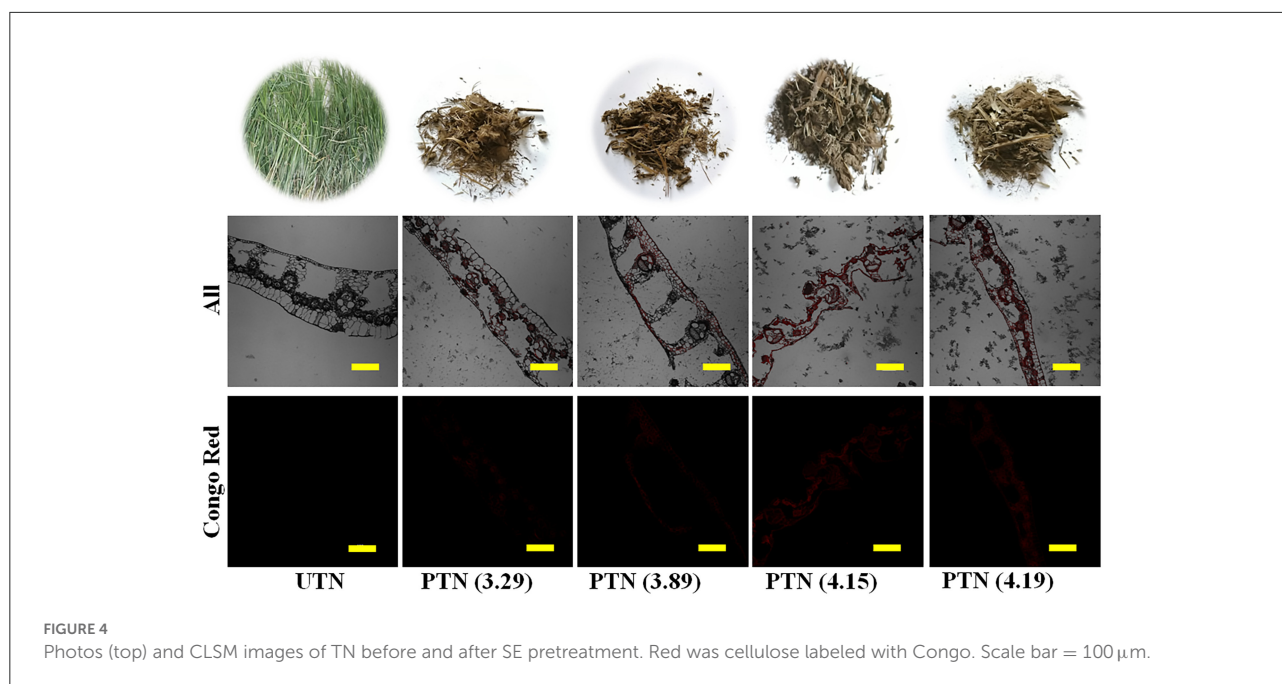 All
Congo Red
UTN
PTN (3.29)
PTN (3.89)
PTN (4.15)
PTN (4.19)
FIGURE 4
Photos (top) and CLSM images of TN before and after SE pretreatment. Red was cellulose labeled with Congo. Scale bar = 100 μm.